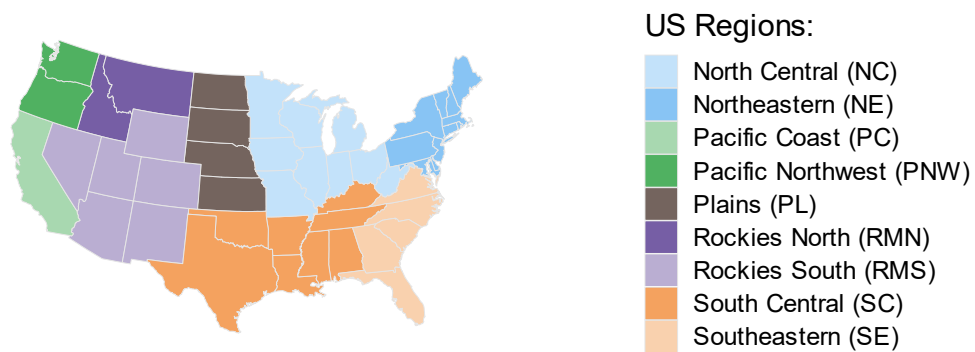 US Regions:
North Central (NC)
Northeastern (NE)
Pacific Coast (PC)
Pacific Northwest (PNW)
Plains (PL)
Rockies North (RMN)
Rockies South (RMS)
South Central (SC)
Southeastern (SE)